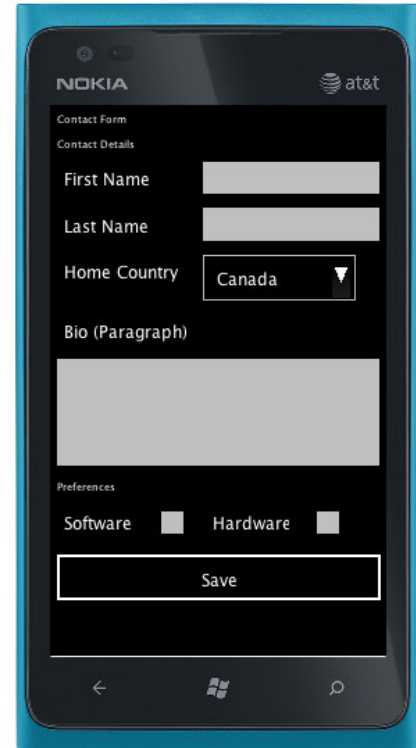 NOKIA at&t
Contact Form
Contact Details
First Name
Last Name
Home Country Canada
Bio (Paragraph)
Preferences
Software Hardware
Save